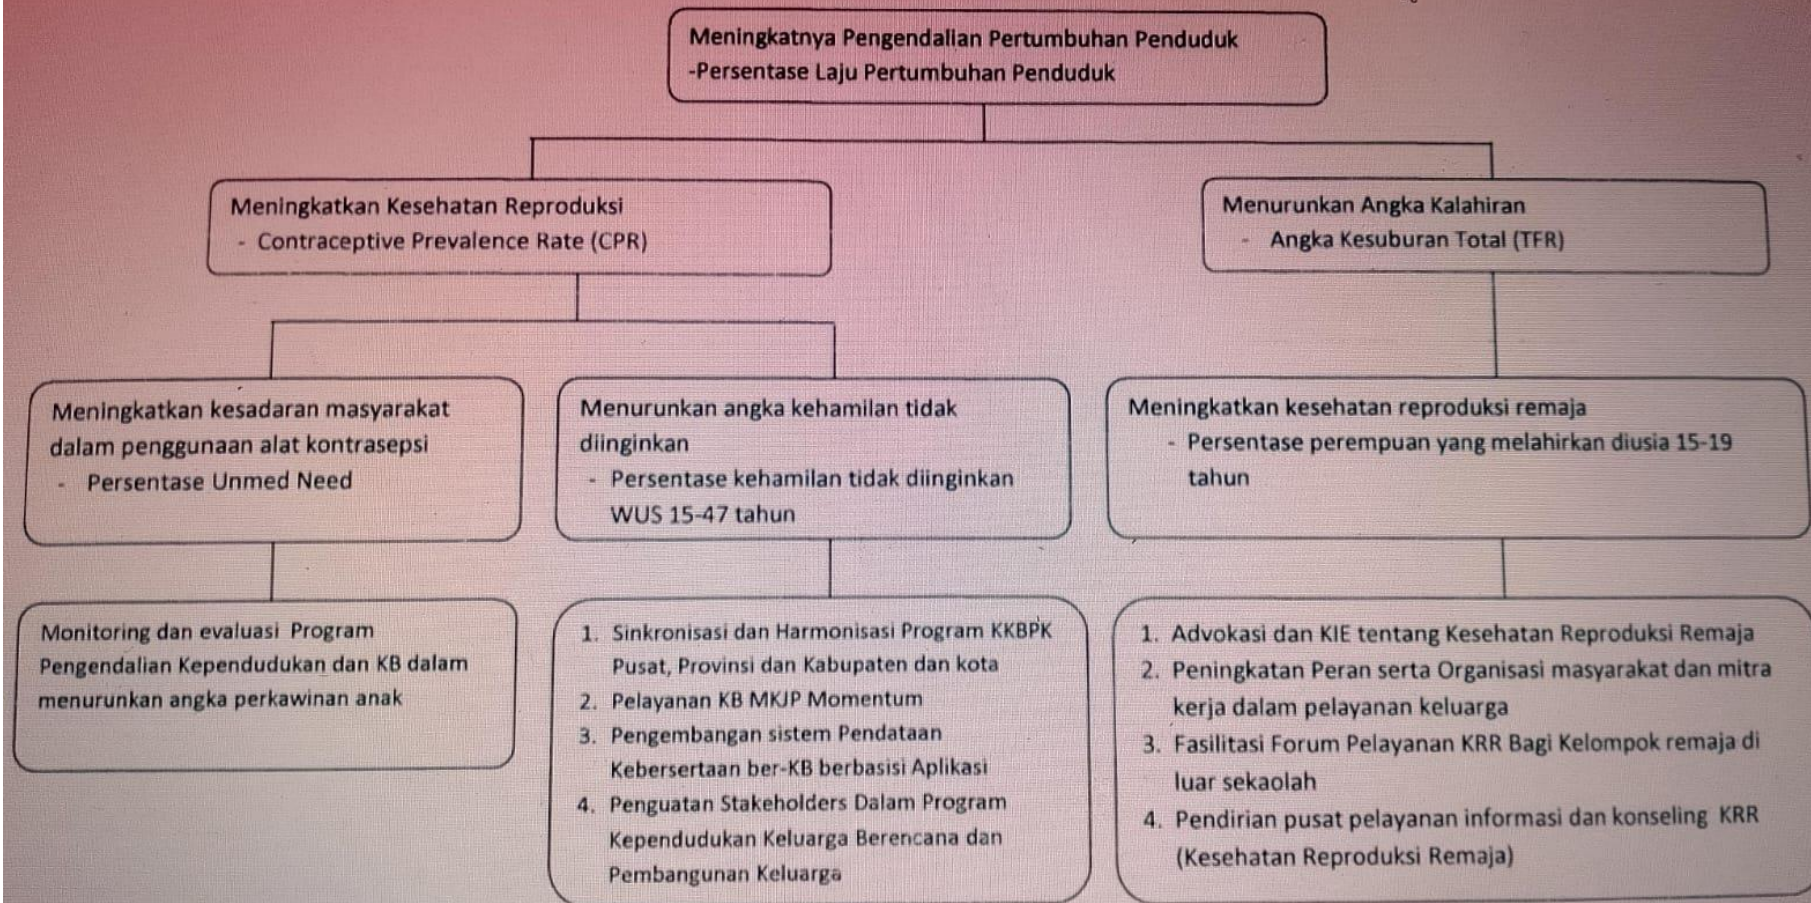 Meningkatnya Pengendalian Pertumbuhan Penduduk
-Persentase Laju Pertumbuhan Penduduk
Meningkatkan Kesehatan Reproduksi
- Contraceptive Prevalence Rate (CPR)
Menurunkan Angka Kalahiran
- Angka Kesuburan Total (TFR)
Meningkatkan kesadaran masyarakat
dalam penggunaan alat kontrasepsi
- Persentase Unmed Need
Menurunkan angka kehamilan tidak
diinginkan
- Persentase kehamilan tidak diinginkan
WUS 15-47 tahun
Meningkatkan kesehatan reproduksi remaja
- Persentase perempuan yang melahirkan diusia 15-19
tahun
Monitoring dan evaluasi Program
Pengendalian Kependudukan dan KB dalam
menurunkan angka perkawinan anak
1. Sinkronisasi dan Harmonisasi Program KKBPK
Pusat, Provinsi dan Kabupaten dan kota
2. Pelayanan KB MKJP Momentum
3. Pengembangan sistem Pendataan
Kebersertaan ber-KB berbasisi Aplikasi
4. Penguatan Stakeholders Dalam Program
Kependudukan Keluarga Berencana dan
Pembangunan Keluarga
1. Advokasi dan KIE tentang Kesehatan Reproduksi Remaja
2. Peningkatan Peran serta Organisasi masyarakat dan mitra
kerja dalam pelayanan keluarga
3. Fasilitasi Forum Pelayanan KRR Bagi Kelompok remaja di
luar sekaolah
4. Pendirian pusat pelayanan informasi dan konseling KRR
(Kesehatan Reproduksi Remaja)